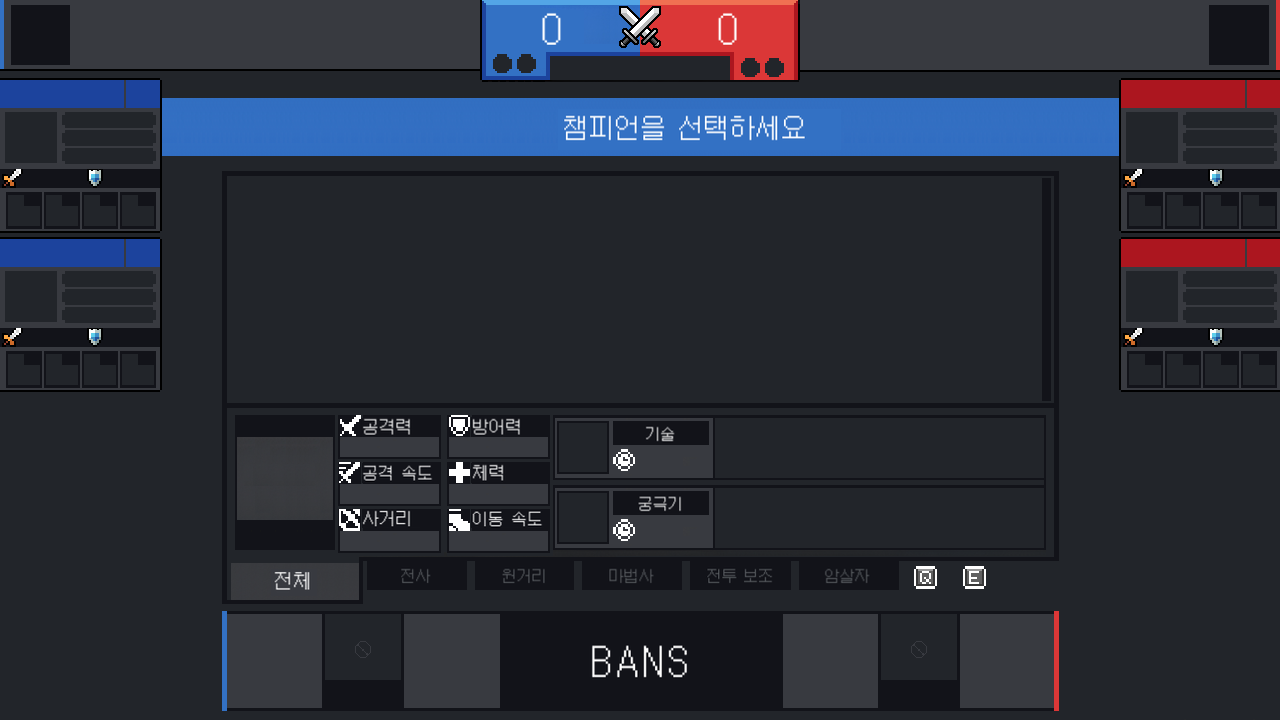 0 0
챔피언을 선택하세요
공격력 방어력 기술
공격 속도 체력
사거리 이동 속도 궁극기
전체 전사 원거리 마법사 전투 보조 암살자 Q E
BANS